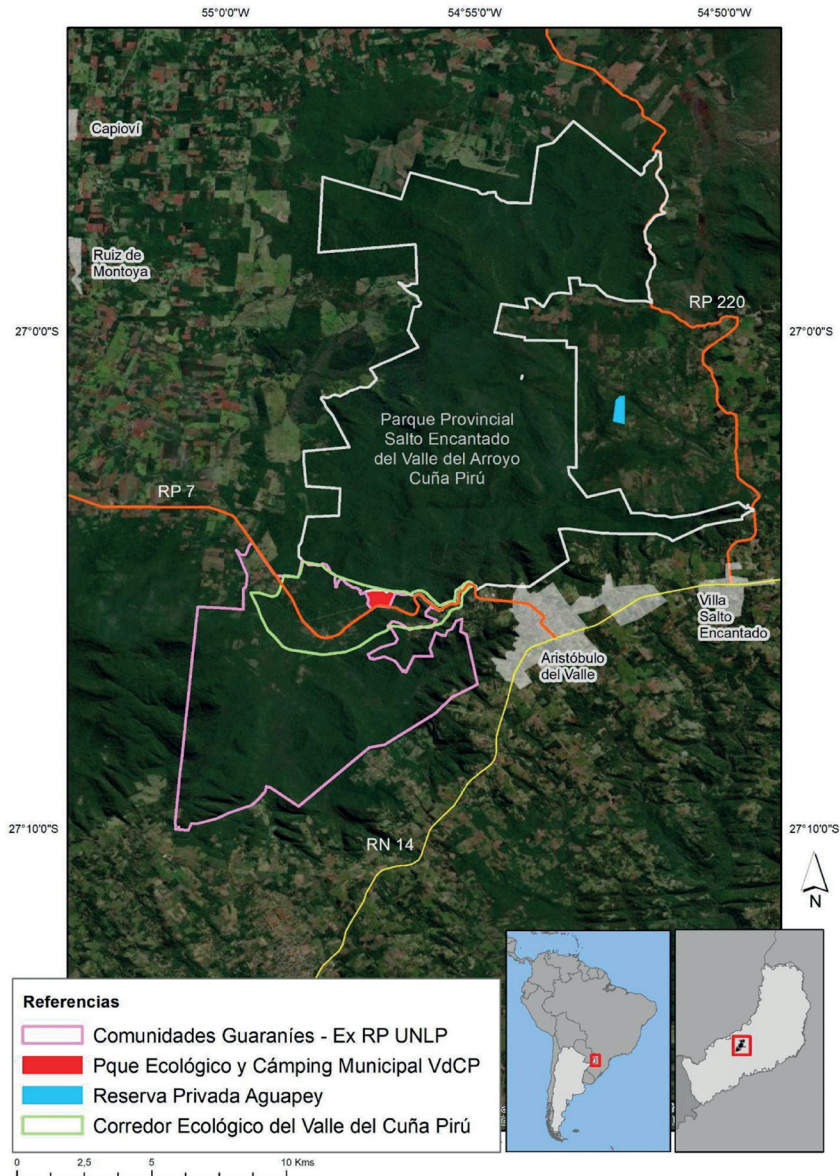 55°0'0"W
54°55'0"W
54°50'0"W
Capioví
Ruiz de
Montoya
RP 220
27°0'0"S
27°0'0"S
Parque Provincial
Salto Encantado
del Valle del Arroyo
Cuña Pirú
RP 7
Villa
Salto
Encantado
Aristóbulo
del Valle
27°10'0"S
27°10'0"S
RN 14
N
Referencias
Comunidades Guaraníes - Ex RP UNLP
Pque Ecológico y Cámping Municipal VdCP
Reserva Privada Aguapey
Corredor Ecológico del Valle del Cuña Pirú
0 2,5 5 10 Kms